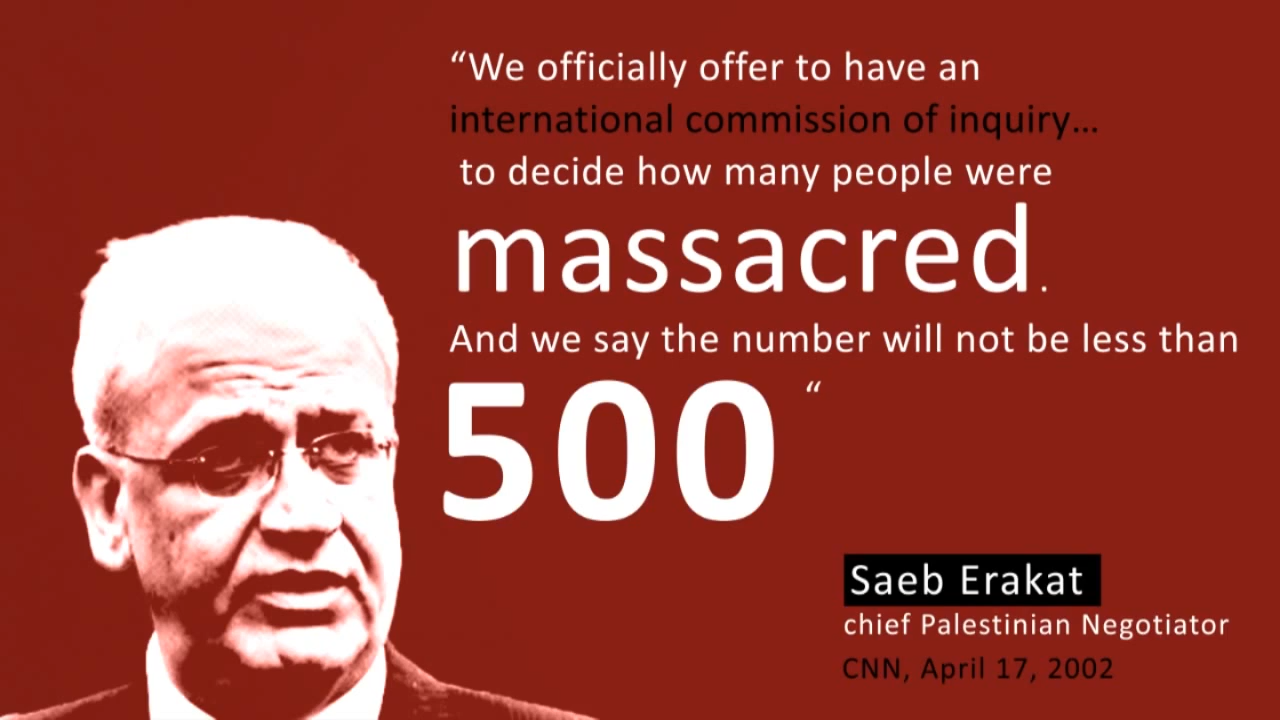 “We officially offer to have an
international commission of inquiry...
to decide how many people were
massacred.
And we say the number will not be less than
500 “
Saeb Erakat
chief Palestinian Negotiator
CNN, April 17, 2002